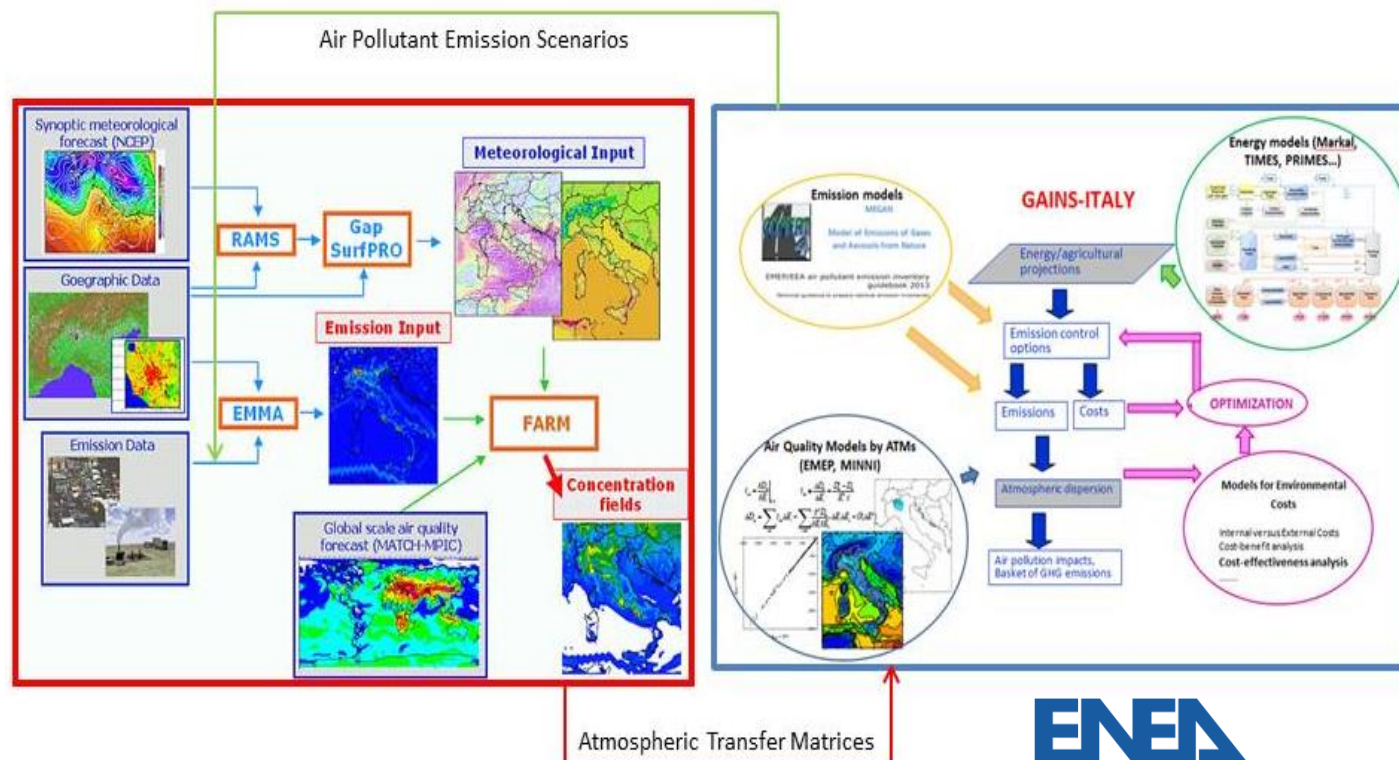 Air Pollutant Emission Scenarios
Synoptic meteorological
forecast (NCEP)
RAMS
Gap
SurfPRO
Meteorological Input
Goegraphic Data
Emission Input
EMMA
FARM
Emission Data
Concentration
fields
Global scale air quality
forecast (MATCH-MPIC)
Energy models (Markal,
TIMES, PRIMES...)
Emission models
MEGAN
Model of Emissions of Gases
and Aerosols from Nature
EMEP/EEA air pollutant emission inventory
guidebook 2013
GAINS-ITALY
Energy/agricultural
projections
Emission control
options
Emissions
Costs
OPTIMIZATION
Air Quality Models by ATMs
(EMEP, MINNI)
Atmospheric dispersion
Air pollution impacts,
Basket of GHG emissions
Models for Environmental
Costs
Internal versus External Costs
Cost-benefit analysis
Cost-effectiveness analysis
Atmospheric Transfer Matrices
ENEA